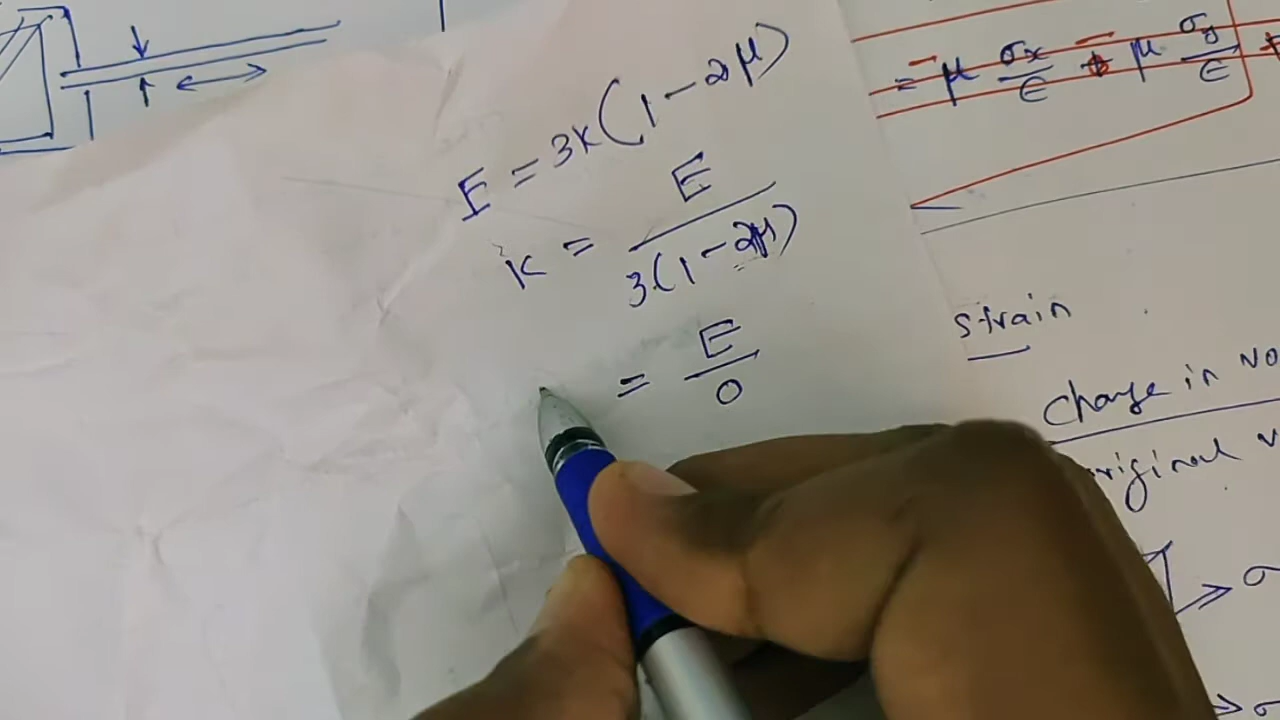 E = 3K(1-2μ)
K = E / 3(1-2μ)
= E / 0
= μ σx/E - μ σy/E
strain
change in vo
original v
σ
σ